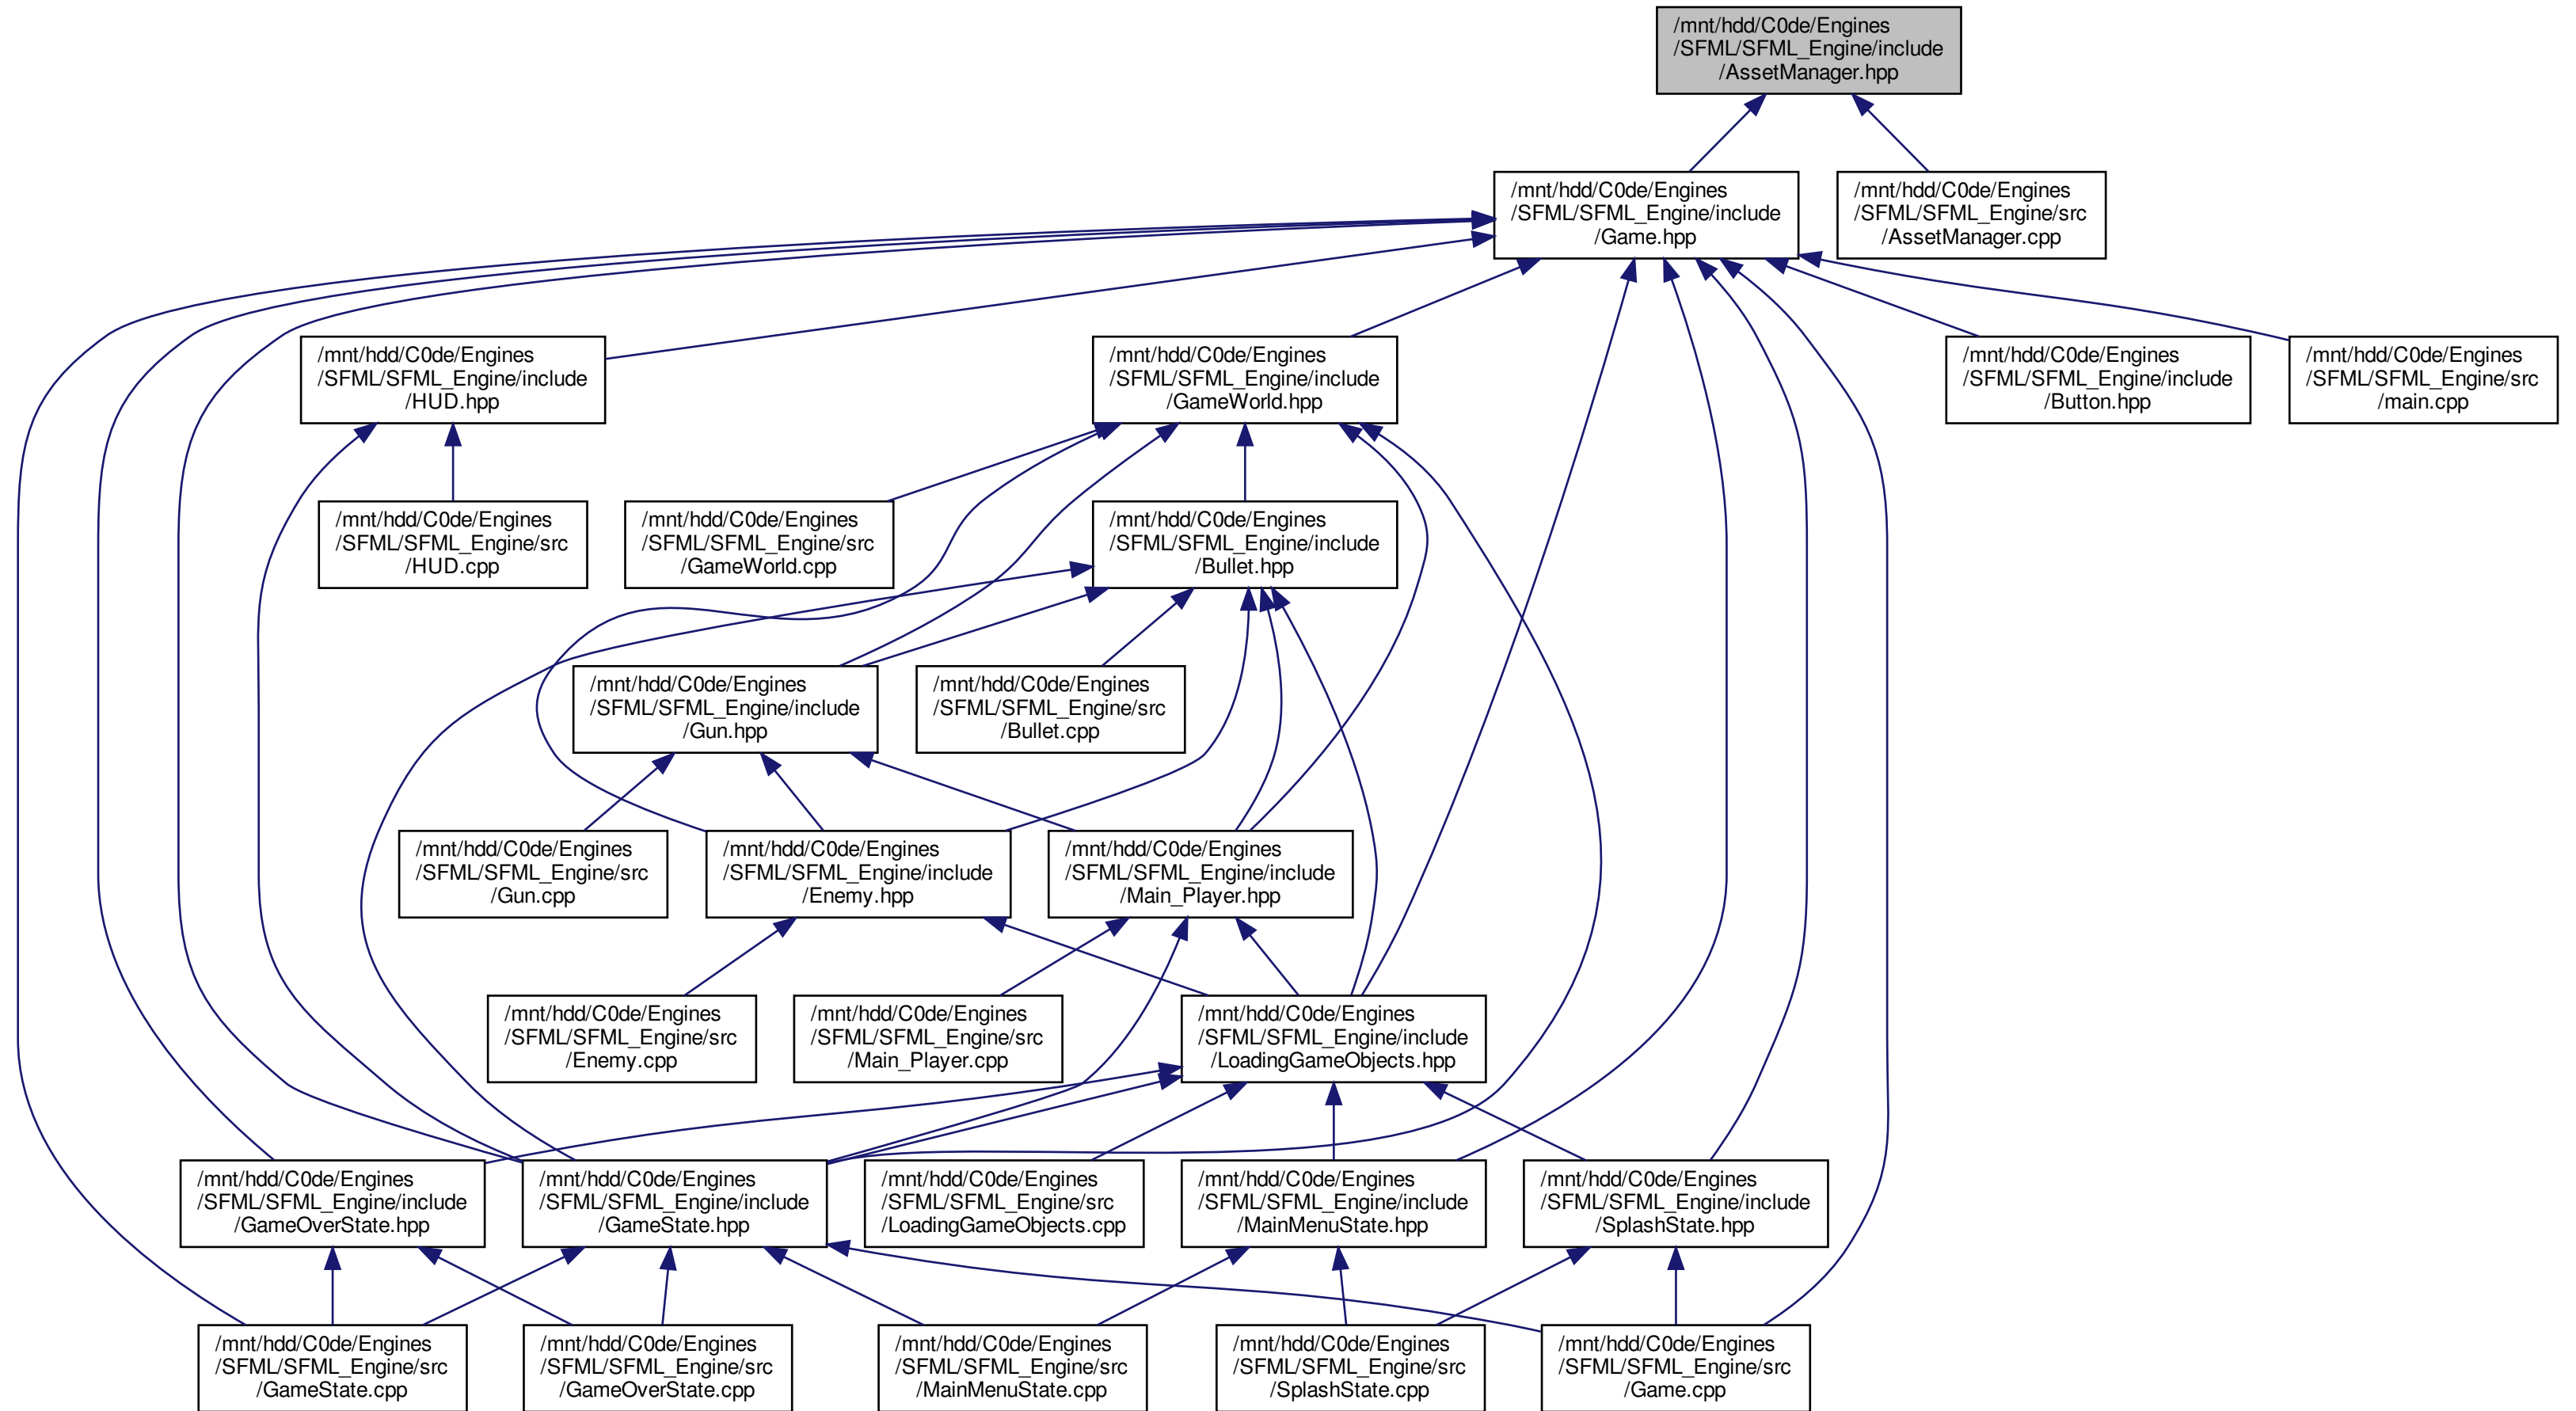 /mnt/hdd/C0de/Engines
/SFML/SFML_Engine/include
/AssetManager.hpp
/mnt/hdd/C0de/Engines
/SFML/SFML_Engine/include
/Game.hpp
/mnt/hdd/C0de/Engines
/SFML/SFML_Engine/src
/AssetManager.cpp
/mnt/hdd/C0de/Engines
/SFML/SFML_Engine/include
/HUD.hpp
/mnt/hdd/C0de/Engines
/SFML/SFML_Engine/include
/GameWorld.hpp
/mnt/hdd/C0de/Engines
/SFML/SFML_Engine/include
/Button.hpp
/mnt/hdd/C0de/Engines
/SFML/SFML_Engine/src
/main.cpp
/mnt/hdd/C0de/Engines
/SFML/SFML_Engine/src
/HUD.cpp
/mnt/hdd/C0de/Engines
/SFML/SFML_Engine/src
/GameWorld.cpp
/mnt/hdd/C0de/Engines
/SFML/SFML_Engine/include
/Bullet.hpp
/mnt/hdd/C0de/Engines
/SFML/SFML_Engine/include
/Gun.hpp
/mnt/hdd/C0de/Engines
/SFML/SFML_Engine/src
/Bullet.cpp
/mnt/hdd/C0de/Engines
/SFML/SFML_Engine/src
/Gun.cpp
/mnt/hdd/C0de/Engines
/SFML/SFML_Engine/include
/Enemy.hpp
/mnt/hdd/C0de/Engines
/SFML/SFML_Engine/include
/Main_Player.hpp
/mnt/hdd/C0de/Engines
/SFML/SFML_Engine/src
/Enemy.cpp
/mnt/hdd/C0de/Engines
/SFML/SFML_Engine/src
/Main_Player.cpp
/mnt/hdd/C0de/Engines
/SFML/SFML_Engine/include
/LoadingGameObjects.hpp
/mnt/hdd/C0de/Engines
/SFML/SFML_Engine/include
/GameOverState.hpp
/mnt/hdd/C0de/Engines
/SFML/SFML_Engine/include
/GameState.hpp
/mnt/hdd/C0de/Engines
/SFML/SFML_Engine/src
/LoadingGameObjects.cpp
/mnt/hdd/C0de/Engines
/SFML/SFML_Engine/include
/MainMenuState.hpp
/mnt/hdd/C0de/Engines
/SFML/SFML_Engine/include
/SplashState.hpp
/mnt/hdd/C0de/Engines
/SFML/SFML_Engine/src
/GameState.cpp
/mnt/hdd/C0de/Engines
/SFML/SFML_Engine/src
/GameOverState.cpp
/mnt/hdd/C0de/Engines
/SFML/SFML_Engine/src
/MainMenuState.cpp
/mnt/hdd/C0de/Engines
/SFML/SFML_Engine/src
/SplashState.cpp
/mnt/hdd/C0de/Engines
/SFML/SFML_Engine/src
/Game.cpp